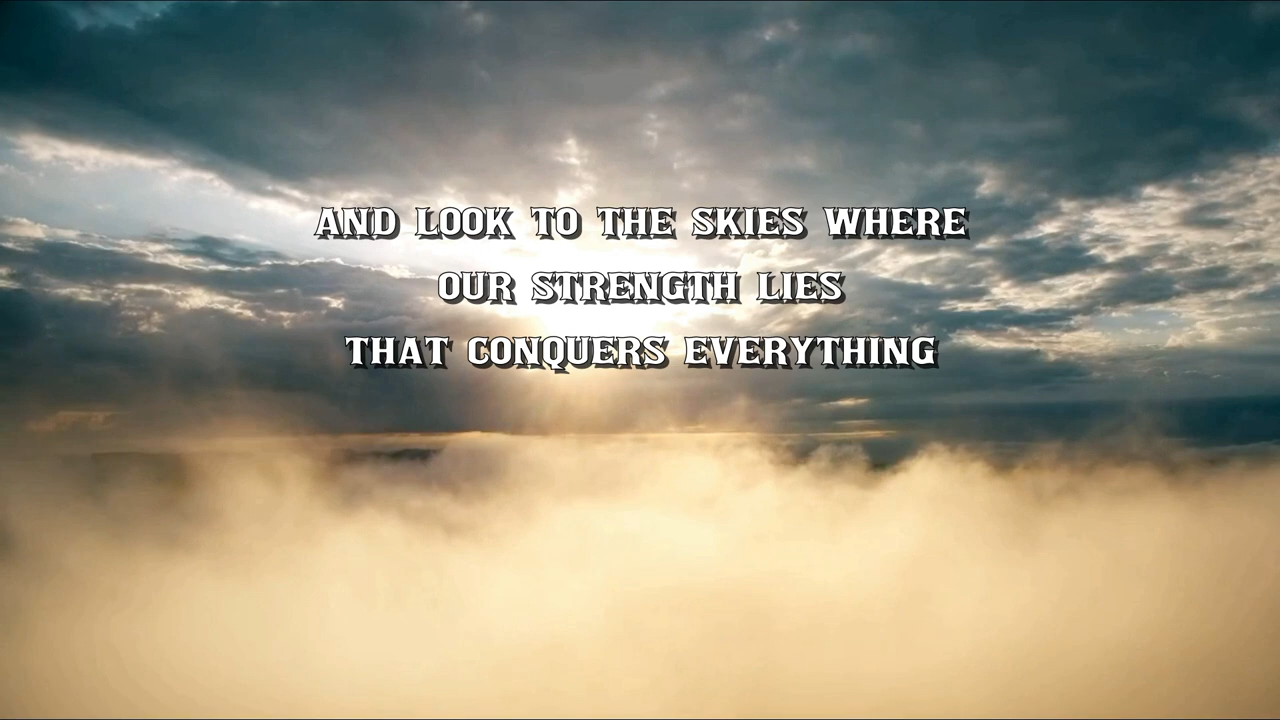 AND LOOK TO THE SKIES WHERE
OUR STRENGTH LIES
THAT CONQUERS EVERYTHING